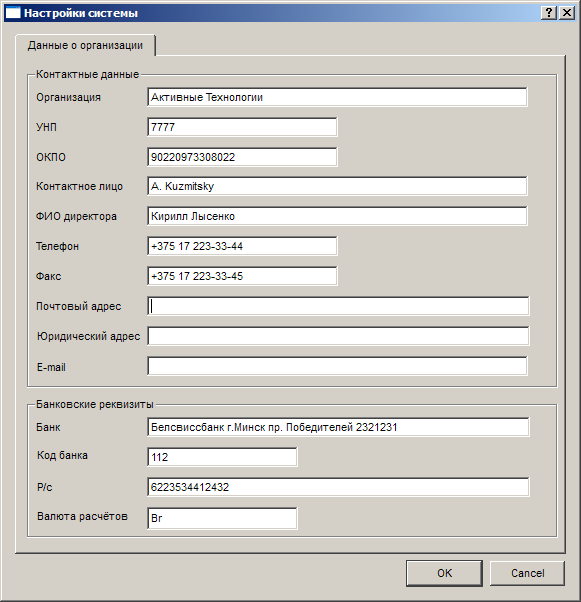 Настройки системы
Данные о организации
Контактные данные
Организация Активные Технологии
УНП 7777
ОКПО 90220973308022
Контактное лицо A. Kuzmitsky
ФИО директора Кирилл Лысенко
Телефон +375 17 223-33-44
Факс +375 17 223-33-45
Почтовый адрес
Юридический адрес
E-mail
Банковские реквизиты
Банк Белсвиссбанк г.Минск пр. Победителей 2321231
Код банка 112
Р/с 6223534412432
Валюта расчётов Br
OK Cancel